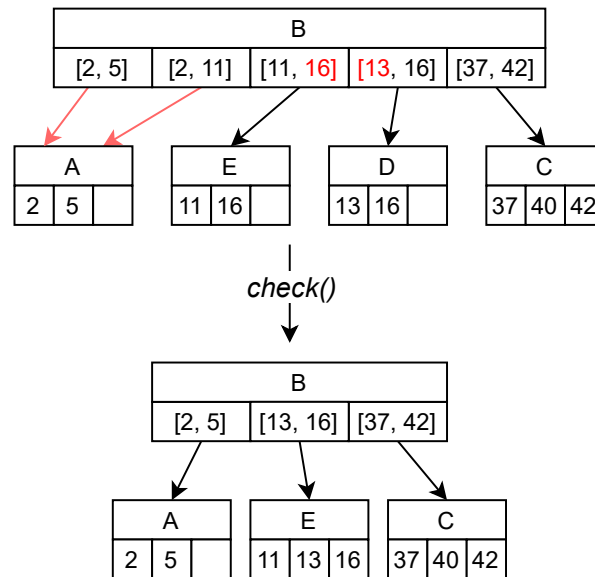 B
[2, 5] [2, 11] [11, 16] [13, 16] [37, 42]
A E D C
2 5 11 16 13 16 37 40 42
check()
B
[2, 5] [13, 16] [37, 42]
A E C
2 5 11 13 16 37 40 42